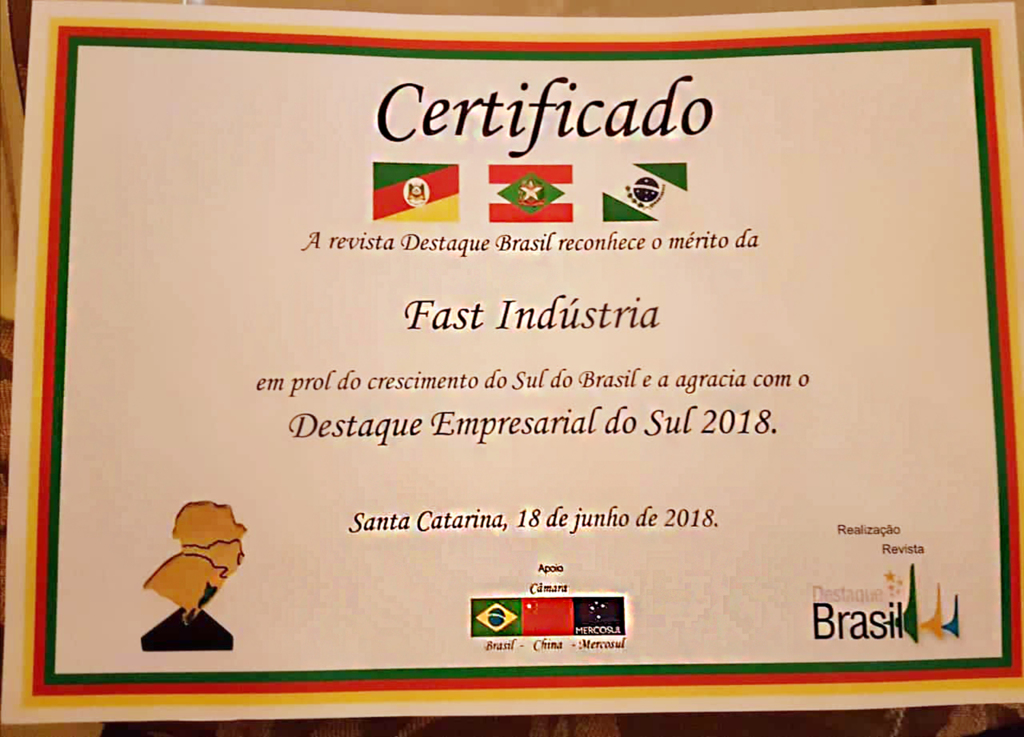 Certificado
A revista Destaque Brasil reconhece o mérito da
Fast Indústria
em prol do crescimento do Sul do Brasil e a agracia com o
Destaque Empresarial do Sul 2018.
Santa Catarina, 18 de junho de 2018.
Apoio
Câmara
MERCOSUL
Brasil - China - Mercosul
Realização
Revista
Destaque
Brasil